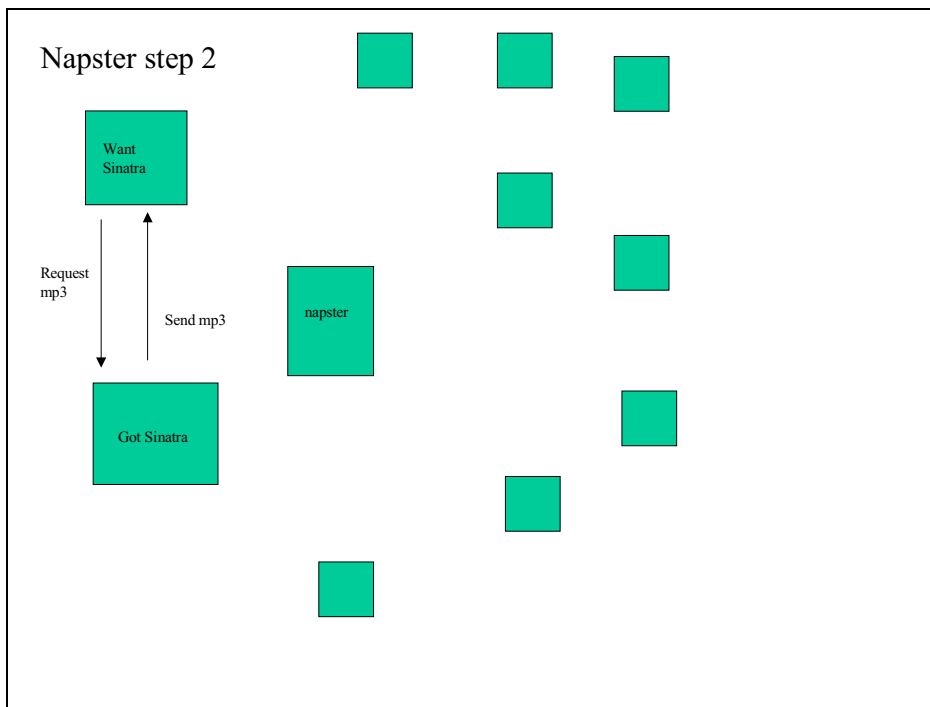 Napster step 2
Want
Sinatra
Request
mp3
Send mp3
napster
Got Sinatra